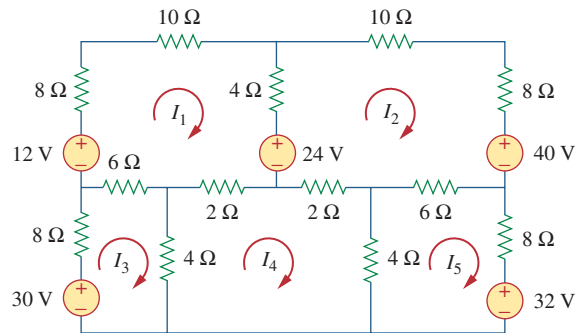 10 Ω 10 Ω
8 Ω 4 Ω 8 Ω
I1 I2
+ + +
12 V 24 V 40 V
− − −
6 Ω
2 Ω 2 Ω 6 Ω
8 Ω 8 Ω
I3 4 Ω I4 4 Ω I5
+ +
30 V 32 V
− −